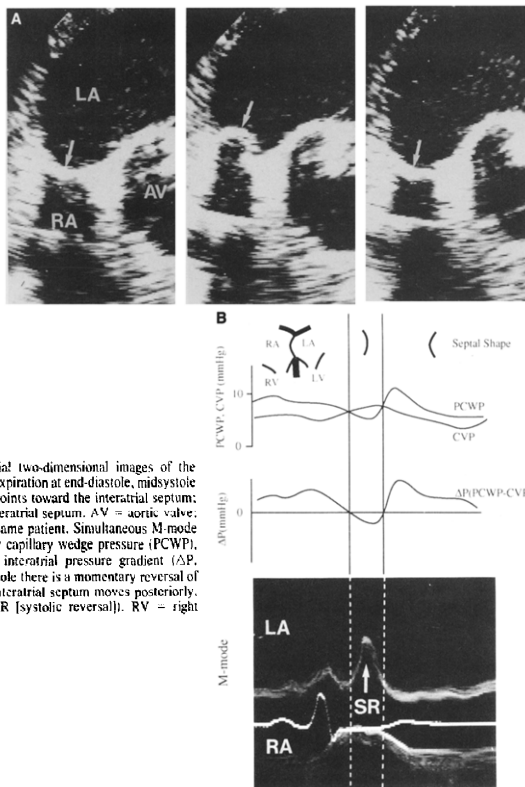 A
LA
RA
AV
B
RA LA
RV LV
Septal Shape
PCWP, CVP (mmHg)
10
0
PCWP
CVP
ΔP(mmHg)
0
ΔP(PCWP-CVP
M-mode
LA
SR
RA
ial two-dimensional images of the
xpiration at end-diastole, midsystole
oints toward the interatrial septum;
eratrial septum. AV = aortic valve;
ame patient. Simultaneous M-mode
capillary wedge pressure (PCWP),
interatrial pressure gradient (ΔP,
ole there is a momentary reversal of
nteratrial septum moves posteriorly,
R [systolic reversal]). RV = right